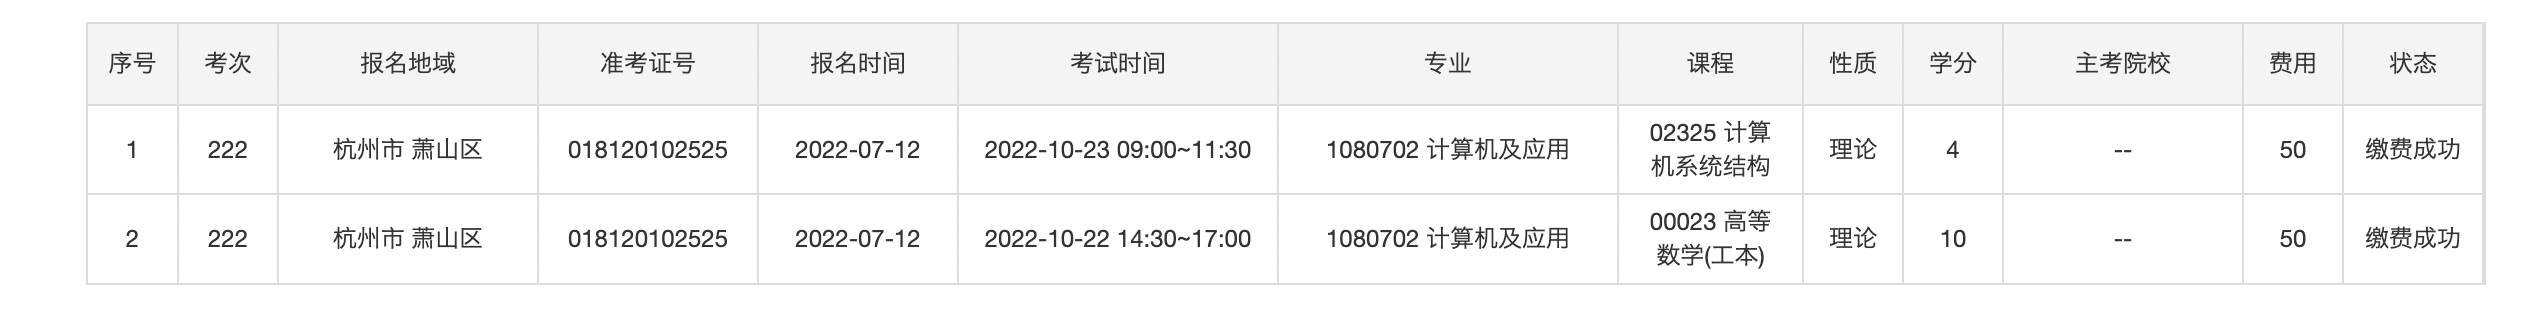 序号 考次 报名地域 准考证号 报名时间 考试时间 专业 课程 性质 学分 主考院校 费用 状态
1 222 杭州市 萧山区 018120102525 2022-07-12 2022-10-23 09:00~11:30 1080702 计算机及应用 02325 计算
机系统结构 理论 4 -- 50 缴费成功
2 222 杭州市 萧山区 018120102525 2022-07-12 2022-10-22 14:30~17:00 1080702 计算机及应用 00023 高等
数学(工本) 理论 10 -- 50 缴费成功